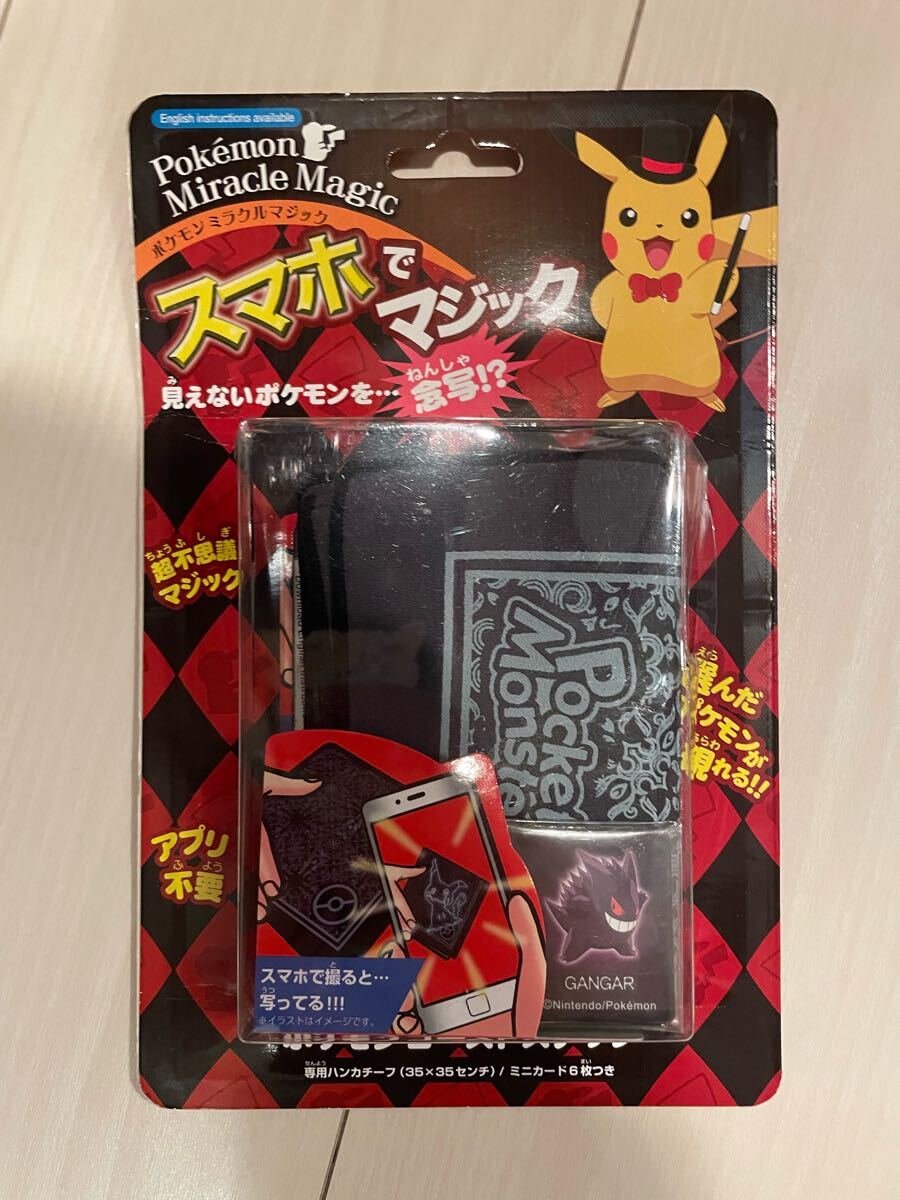 English instructions available
Pokémon
Miracle Magic
ポケモン ミラクルマジック
スマホで
マジック
見えないポケモンを…
み
ねんしゃ
念写!?
ちょうふしぎ
超不思議
マジック
Pocket
Monste
えら
選んだ
ポケモンが
あらわ
現れる!!
アプリ
ふよう
不要
スマホで撮ると…
と
写ってる!!!
うつ
※イラストはイメージです。
GANGAR
©Nintendo/Pokémon
せんよう
まい
専用ハンカチーフ(35×35センチ)/ ミニカード6枚つき